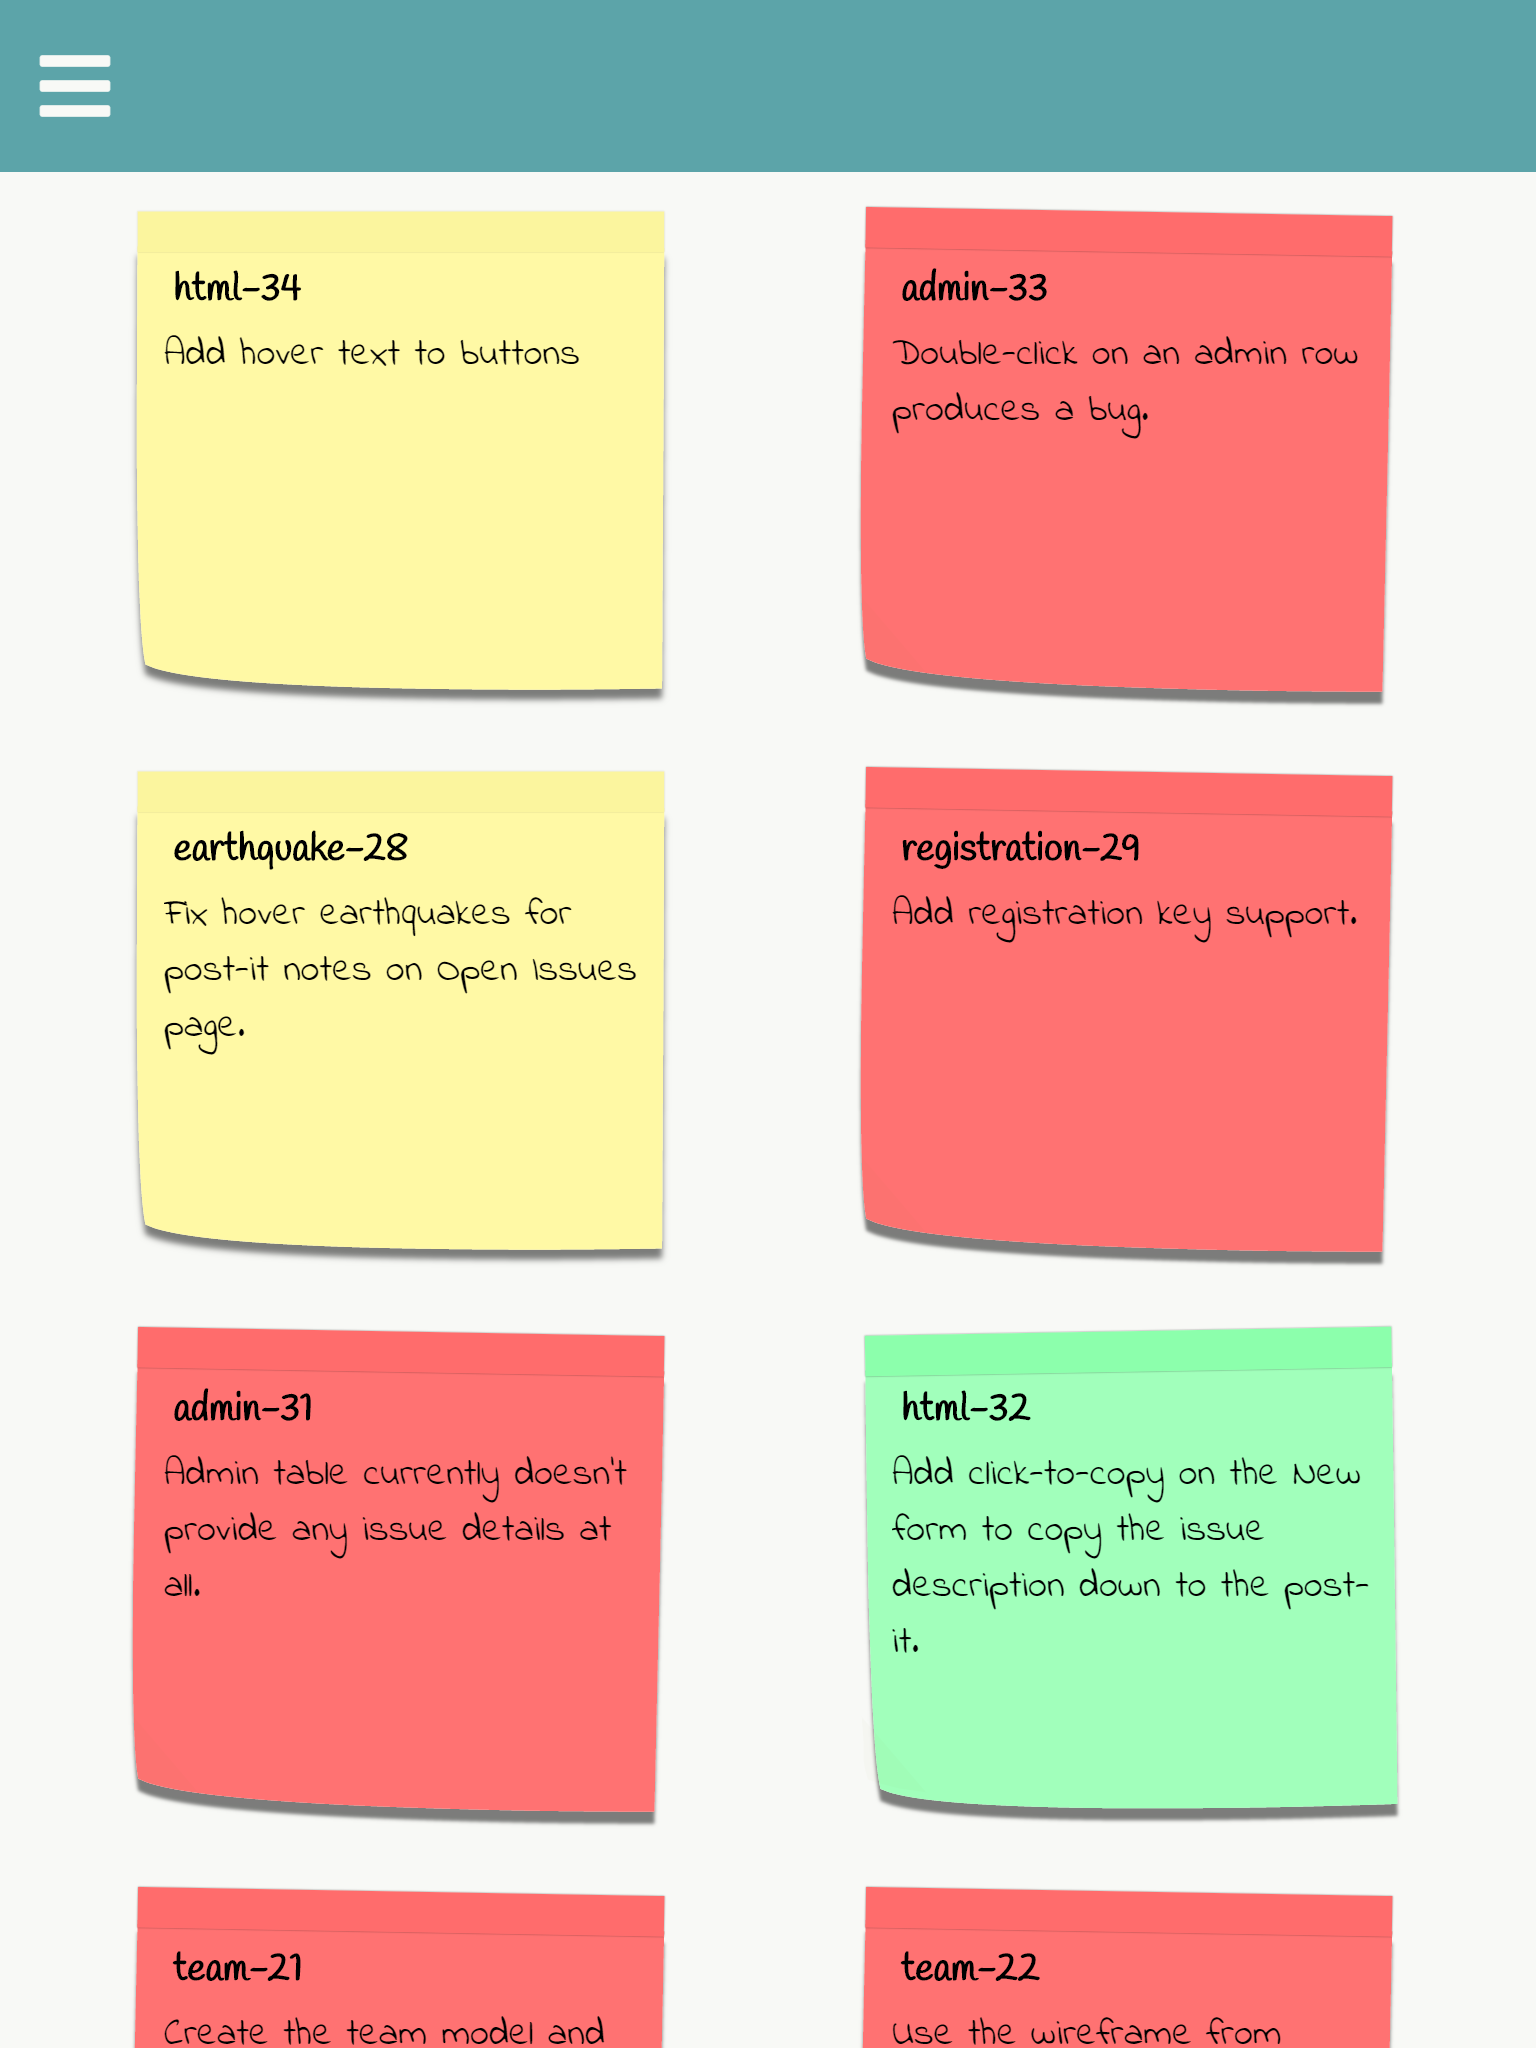 html-34
Add hover text to buttons
admin-33
Double-click on an admin row
produces a bug.
earthquake-28
Fix hover earthquakes for
post-it notes on Open Issues
page.
registration-29
Add registration key support.
admin-31
Admin table currently doesn't
provide any issue details at
all.
html-32
Add click-to-copy on the New
form to copy the issue
description down to the post-
it.
team-21
Create the team model and
team-22
Use the wireframe from